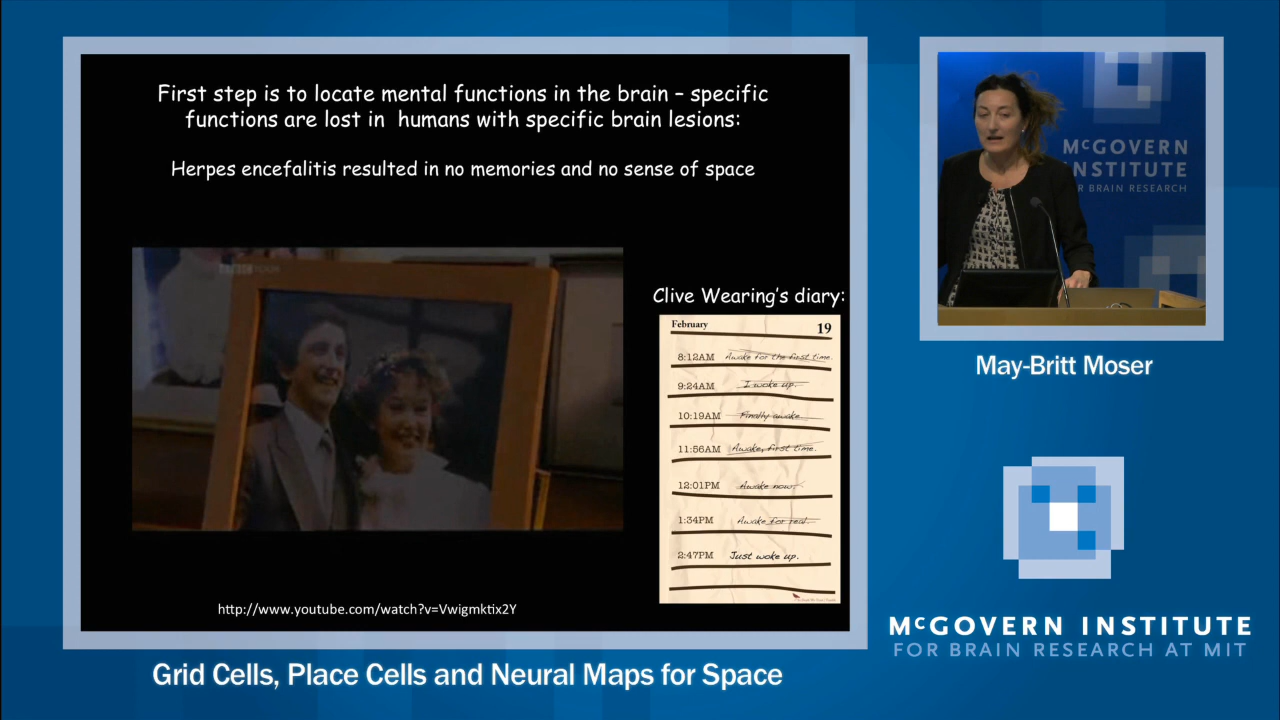 First step is to locate mental functions in the brain – specific
functions are lost in humans with specific brain lesions:
Herpes encefalitis resulted in no memories and no sense of space
Clive Wearing's diary:
February 19
8:12AM Awake for the first time.
9:24AM I woke up.
10:19AM Finally awake
11:56AM Awake, first time.
12:01PM Awake now.
1:34PM Awake for real.
2:47PM Just woke up.
http://www.youtube.com/watch?v=Vwigmktix2Y
McGOVERN
INSTITUTE
R BRAIN RESEARCH
May-Britt Moser
McGOVERN INSTITUTE
FOR BRAIN RESEARCH AT MIT
Grid Cells, Place Cells and Neural Maps for Space